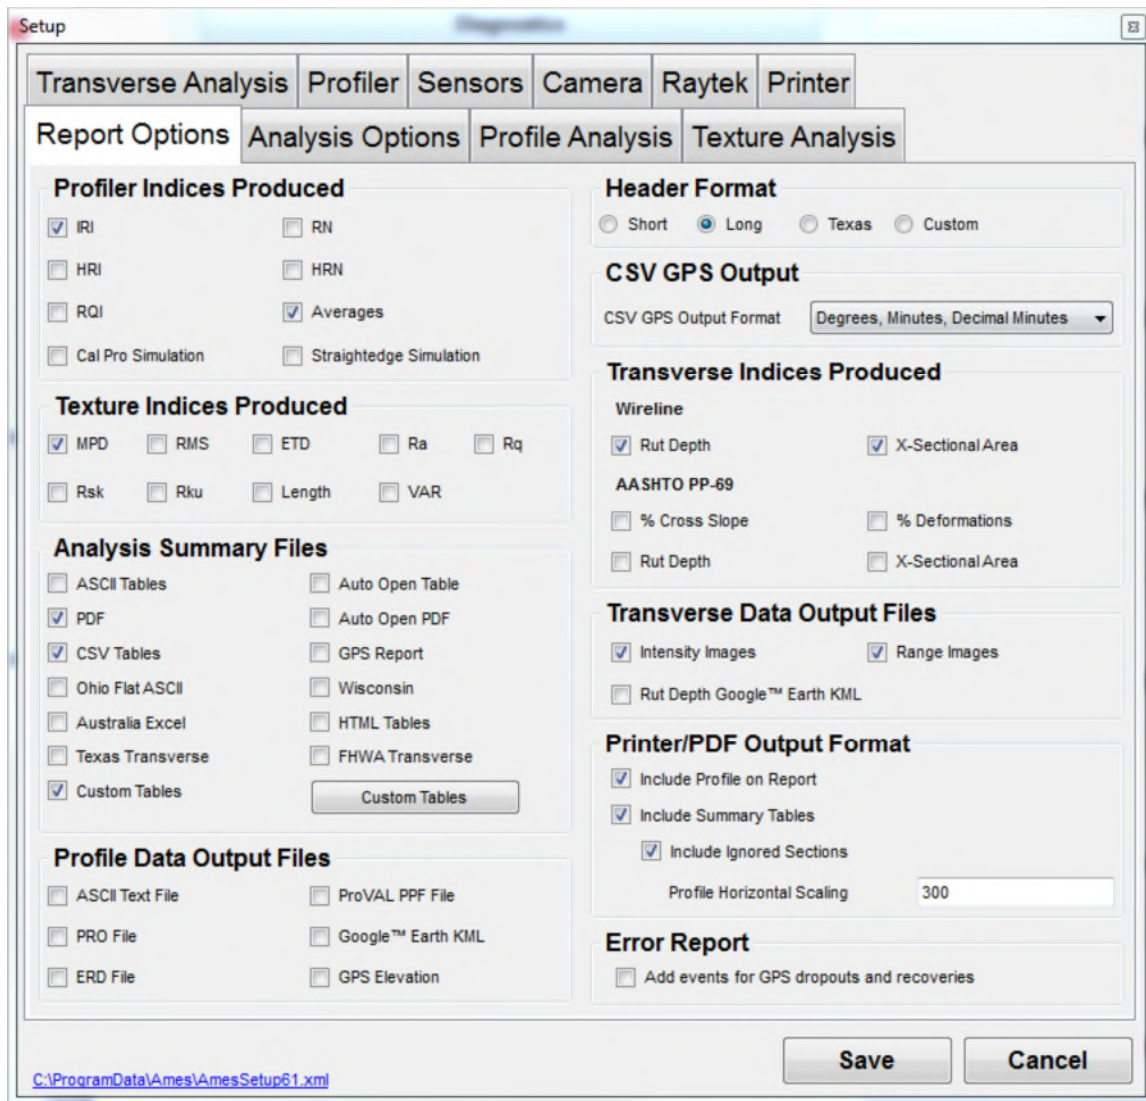 Setup
Diagnostics
Transverse Analysis Profiler Sensors Camera Raytek Printer
Report Options Analysis Options Profile Analysis Texture Analysis
Profiler Indices Produced
IRI RN
HRI HRN
RQI Averages
Cal Pro Simulation Straightedge Simulation
Texture Indices Produced
MPD RMS ETD Ra Rq
Rsk Rku Length VAR
Analysis Summary Files
ASCII Tables Auto Open Table
PDF Auto Open PDF
CSV Tables GPS Report
Ohio Flat ASCII Wisconsin
Australia Excel HTML Tables
Texas Transverse FHWA Transverse
Custom Tables Custom Tables
Profile Data Output Files
ASCII Text File ProVAL PPF File
PRO File Google™ Earth KML
ERD File GPS Elevation
Header Format
Short Long Texas Custom
CSV GPS Output
CSV GPS Output Format Degrees, Minutes, Decimal Minutes
Transverse Indices Produced
Wireline
Rut Depth X-Sectional Area
AASHTO PP-69
% Cross Slope % Deformations
Rut Depth X-Sectional Area
Transverse Data Output Files
Intensity Images Range Images
Rut Depth Google™ Earth KML
Printer/PDF Output Format
Include Profile on Report
Include Summary Tables
Include Ignored Sections
Profile Horizontal Scaling 300
Error Report
Add events for GPS dropouts and recoveries
Save Cancel
C:\ProgramData\Ames\AmesSetup61.xml